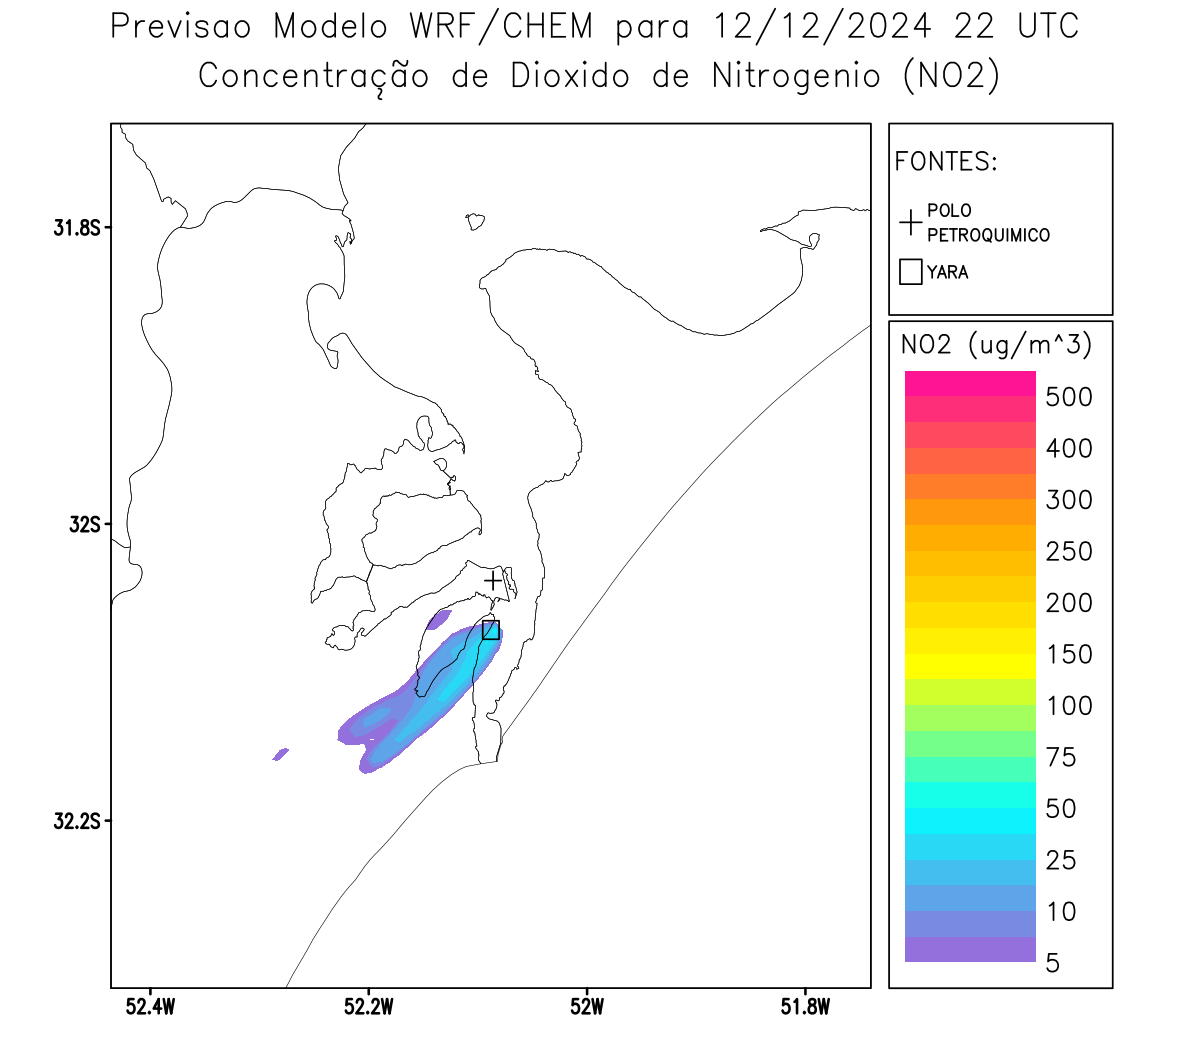 Previsao Modelo WRF/CHEM para 12/12/2024 22 UTC
Concentração de Dioxido de Nitrogenio (NO2)
FONTES:
POLO
PETROQUIMICO
YARA
NO2 (ug/m^3)
500
400
300
250
200
150
100
75
50
25
10
5
31.8S
32S
32.2S
52.4W
52.2W
52W
51.8W